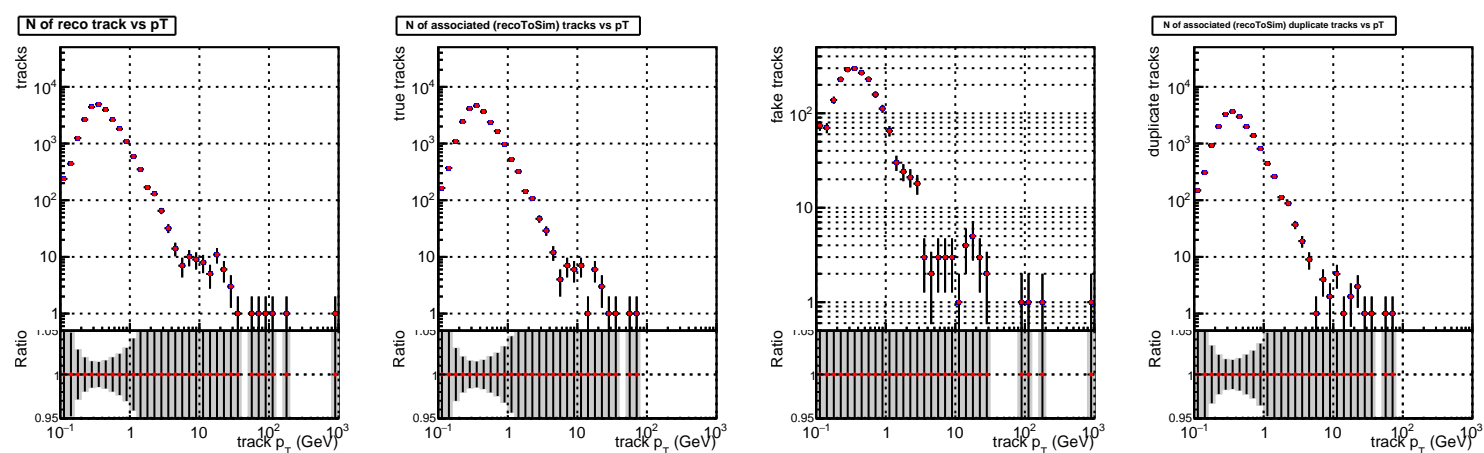 N of reco track vs pT
tracks
10^4
10^3
10^2
10
1
Ratio
1.05
1
0.95
10^-1 1 10 10^2 10^3
track p_T (GeV)
N of associated (recoToSim) tracks vs pT
true tracks
10^4
10^3
10^2
10
1
Ratio
1.05
1
0.95
10^-1 1 10 10^2 10^3
track p_T (GeV)
fake tracks
10^2
10
1
Ratio
1.05
1
0.95
10^-1 1 10 10^2 10^3
track p_T (GeV)
N of associated (recoToSim) duplicate tracks vs pT
duplicate tracks
10^4
10^3
10^2
10
1
Ratio
1.05
1
0.95
10^-1 1 10 10^2 10^3
track p_T (GeV)